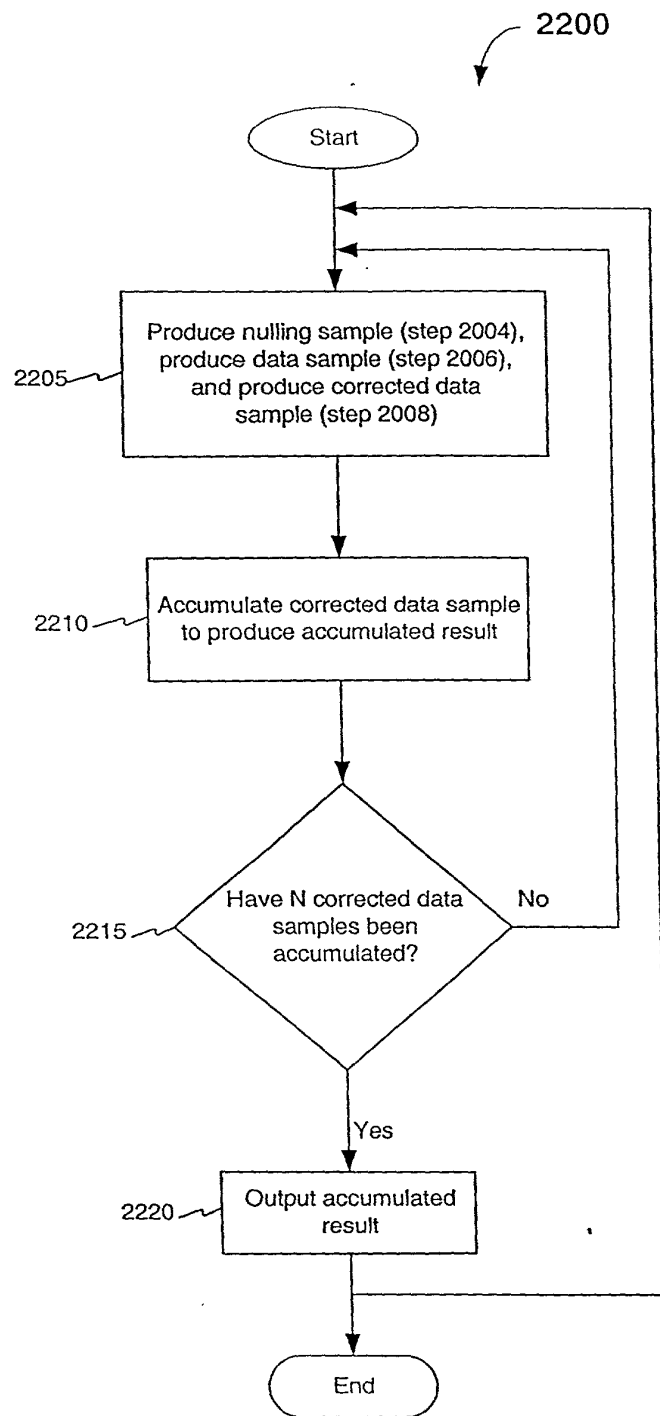 2200
Start
2205
Produce nulling sample (step 2004),
produce data sample (step 2006),
and produce corrected data
sample (step 2008)
2210
Accumulate corrected data sample
to produce accumulated result
2215
Have N corrected data
samples been
accumulated?
No
Yes
2220
Output accumulated
result
End